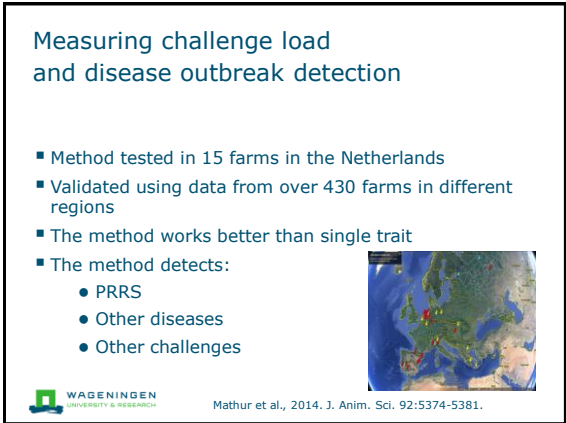 Measuring challenge load
and disease outbreak detection
▪ Method tested in 15 farms in the Netherlands
▪ Validated using data from over 430 farms in different
regions
▪ The method works better than single trait
▪ The method detects:
● PRRS
● Other diseases
● Other challenges
WAGENINGEN
UNIVERSITY & RESEARCH
Mathur et al., 2014. J. Anim. Sci. 92:5374-5381.